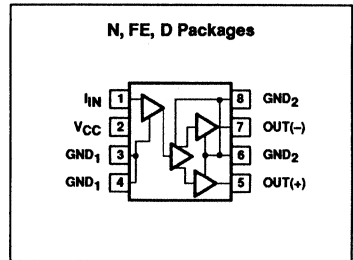 N, FE, D Packages
I_IN 1 8 GND_2
V_CC 2 7 OUT(–)
GND_1 3 6 GND_2
GND_1 4 5 OUT(+)